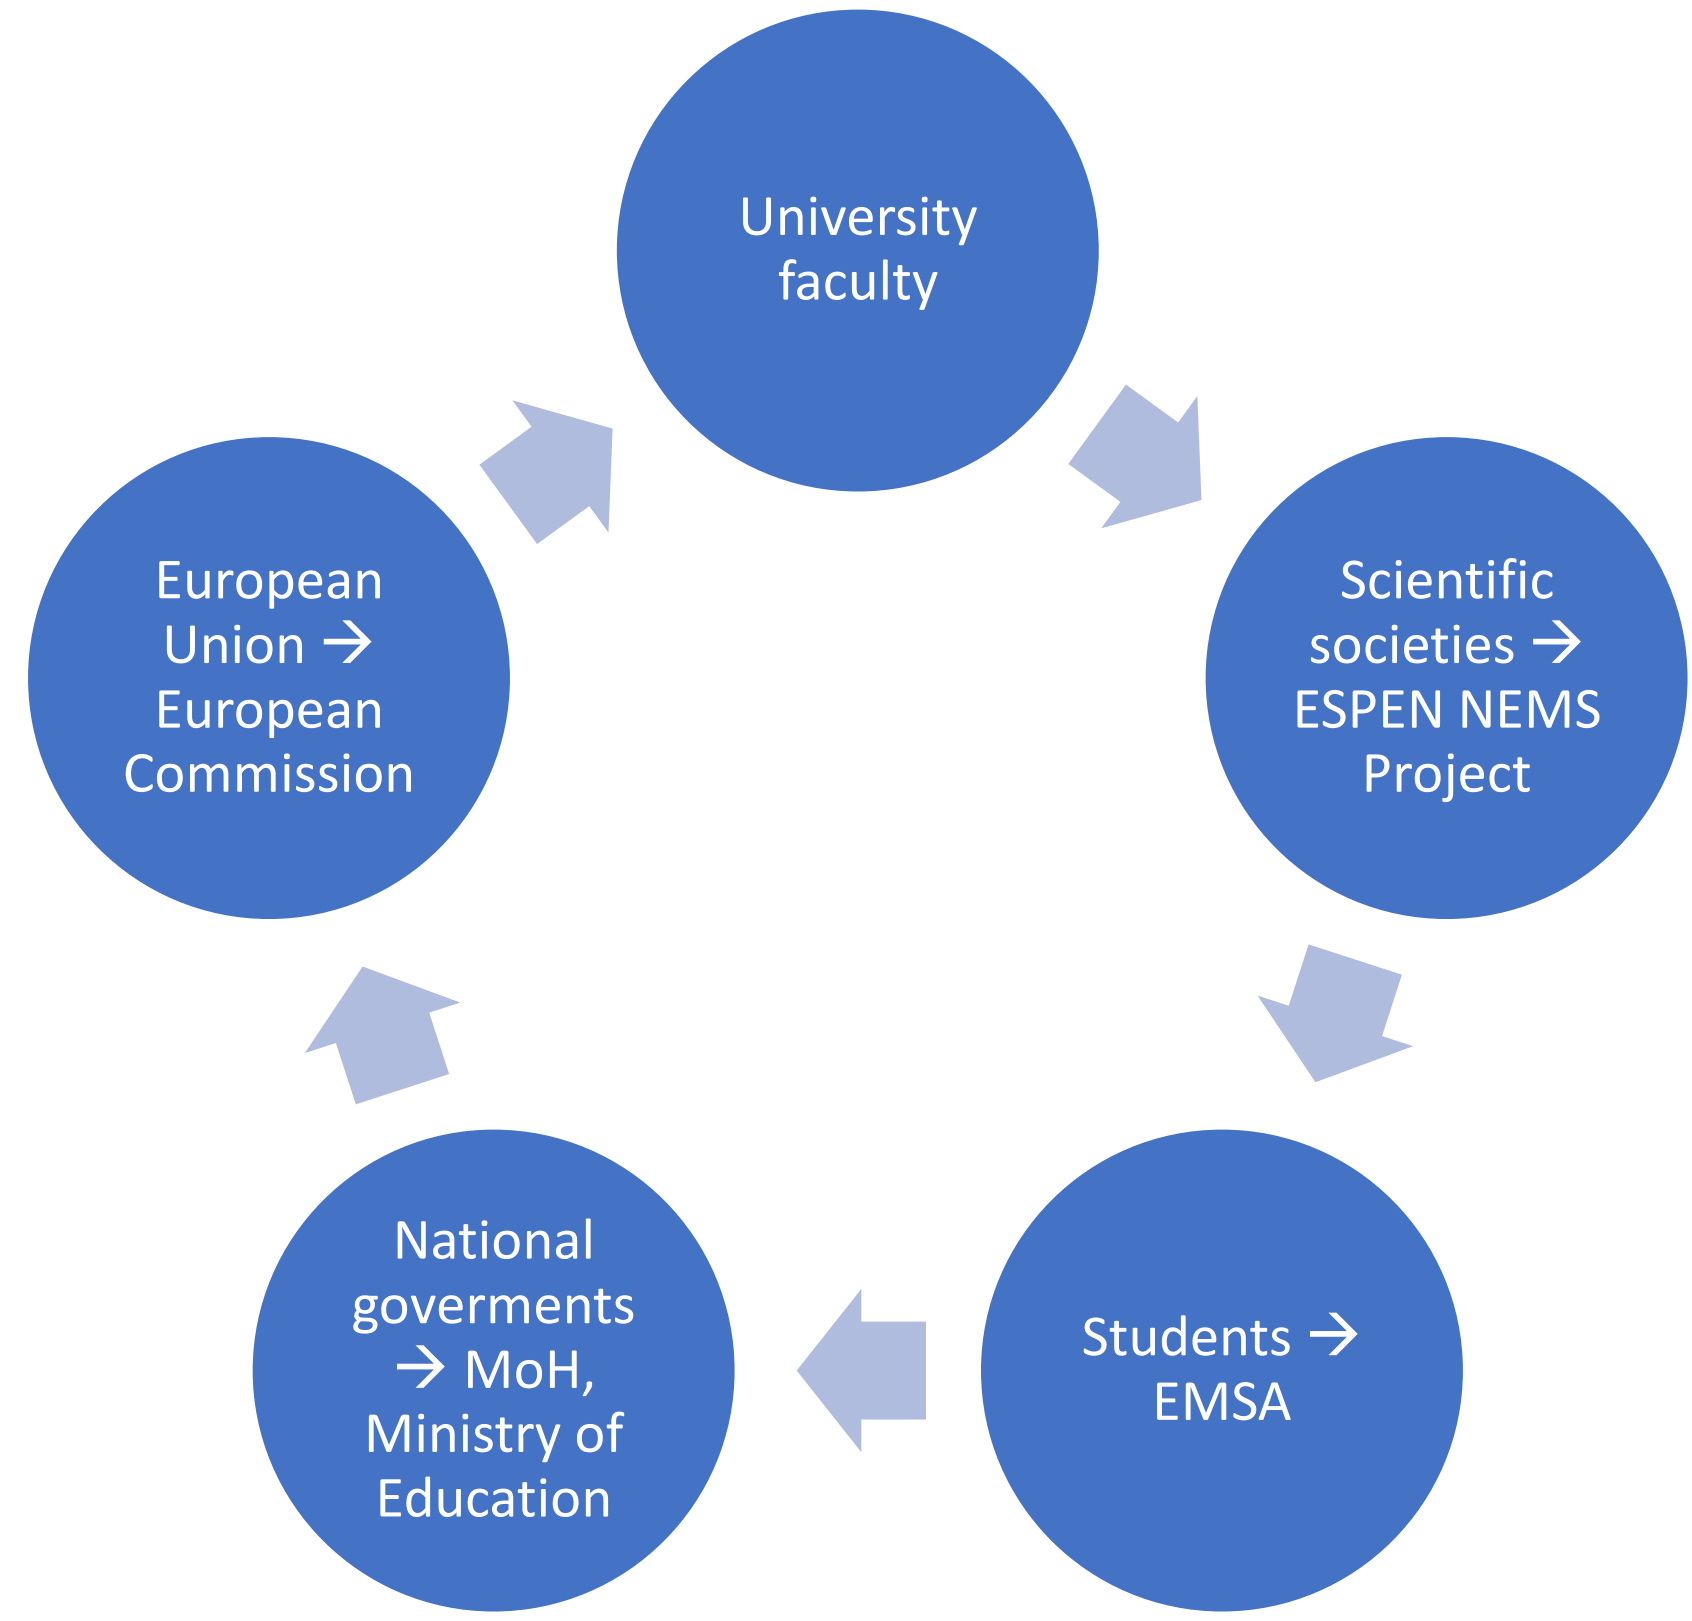 University
faculty
Scientific
societies →
ESPEN NEMS
Project
Students →
EMSA
National
goverments
→ MoH,
Ministry of
Education
European
Union →
European
Commission